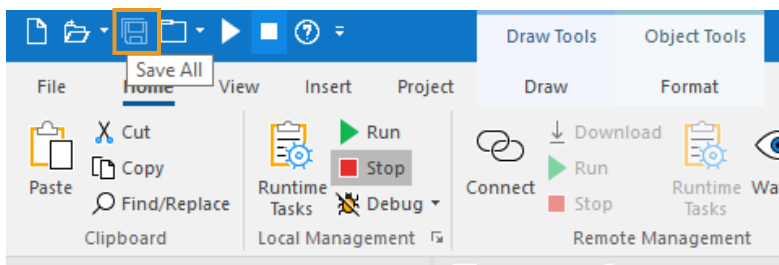 Draw Tools Object Tools
Save All
File Home View Insert Project Draw Format
Cut
Copy
Find/Replace
Paste
Clipboard
Runtime
Tasks
Run
Stop
Debug
Local Management
Connect
Download
Run
Stop
Runtime
Tasks
Remote Management